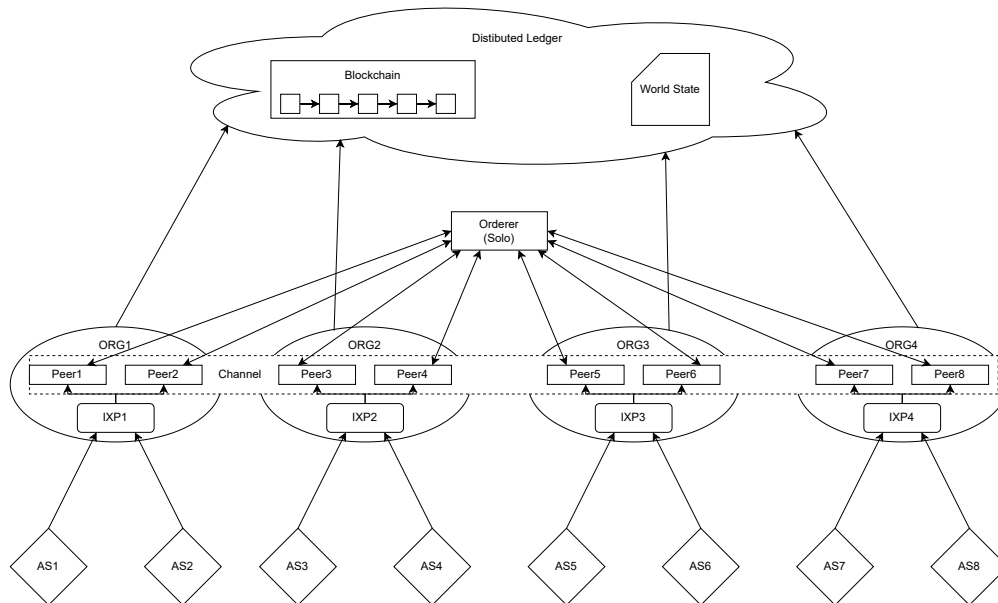 Distibuted Ledger
Blockchain
World State
Orderer
(Solo)
ORG1
ORG2
ORG3
ORG4
Peer1
Peer2
Channel
Peer3
Peer4
Peer5
Peer6
Peer7
Peer8
IXP1
IXP2
IXP3
IXP4
AS1
AS2
AS3
AS4
AS5
AS6
AS7
AS8